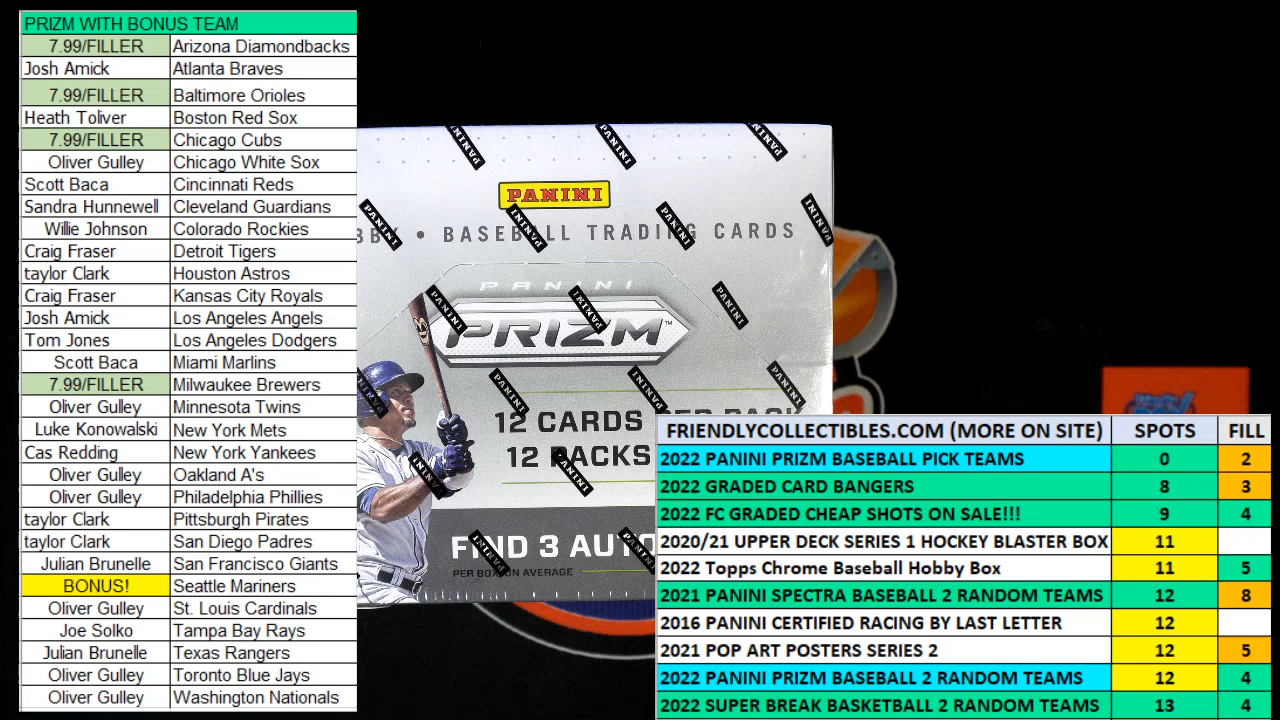 PRIZM WITH BONUS TEAM
7.99/FILLER Arizona Diamondbacks
Josh Amick Atlanta Braves
7.99/FILLER Baltimore Orioles
Heath Toliver Boston Red Sox
7.99/FILLER Chicago Cubs
Oliver Gulley Chicago White Sox
Scott Baca Cincinnati Reds
Sandra Hunnewell Cleveland Guardians
Willie Johnson Colorado Rockies
Craig Fraser Detroit Tigers
taylor Clark Houston Astros
Craig Fraser Kansas City Royals
Josh Amick Los Angeles Angels
Tom Jones Los Angeles Dodgers
Scott Baca Miami Marlins
7.99/FILLER Milwaukee Brewers
Oliver Gulley Minnesota Twins
Luke Konowalski New York Mets
Cas Redding New York Yankees
Oliver Gulley Oakland A's
Oliver Gulley Philadelphia Phillies
taylor Clark Pittsburgh Pirates
taylor Clark San Diego Padres
Julian Brunelle San Francisco Giants
BONUS! Seattle Mariners
Oliver Gulley St. Louis Cardinals
Joe Solko Tampa Bay Rays
Julian Brunelle Texas Rangers
Oliver Gulley Toronto Blue Jays
Oliver Gulley Washington Nationals
PANINI
BBY • BASEBALL TRADING CARDS
PANINI
PRIZM™
12 CARDS PER PACK
12 PACKS
FIND 3 AUTO
PER BOX ON AVERAGE
FRIENDLYCOLLECTIBLES.COM (MORE ON SITE) SPOTS FILL
2022 PANINI PRIZM BASEBALL PICK TEAMS 0 2
2022 GRADED CARD BANGERS 8 3
2022 FC GRADED CHEAP SHOTS ON SALE!!! 9 4
2020/21 UPPER DECK SERIES 1 HOCKEY BLASTER BOX 11
2022 Topps Chrome Baseball Hobby Box 11 5
2021 PANINI SPECTRA BASEBALL 2 RANDOM TEAMS 12 8
2016 PANINI CERTIFIED RACING BY LAST LETTER 12
2021 POP ART POSTERS SERIES 2 12 5
2022 PANINI PRIZM BASEBALL 2 RANDOM TEAMS 12 4
2022 SUPER BREAK BASKETBALL 2 RANDOM TEAMS 13 4